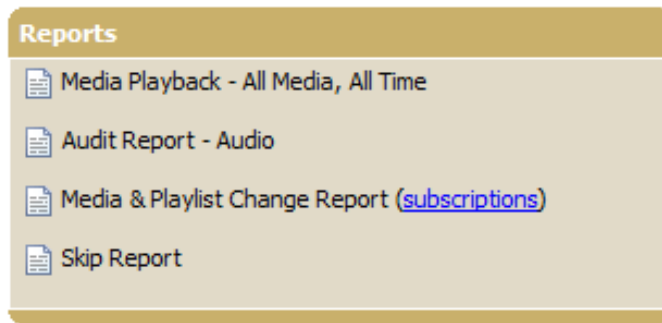 Reports
Media Playback - All Media, All Time
Audit Report - Audio
Media & Playlist Change Report (subscriptions)
Skip Report